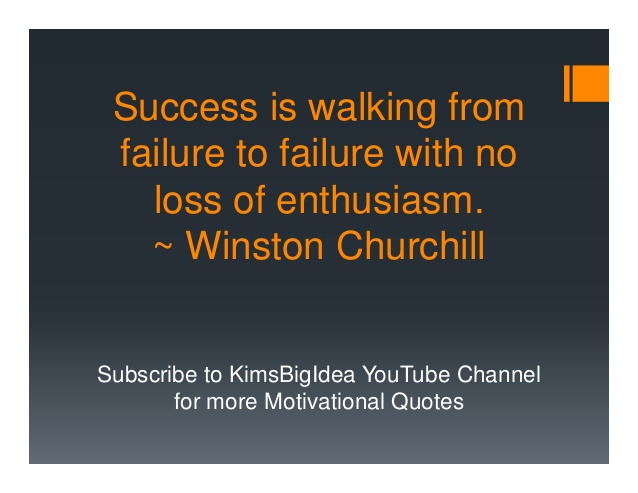 Success is walking from
failure to failure with no
loss of enthusiasm.
~ Winston Churchill
Subscribe to KimsBigIdea YouTube Channel
for more Motivational Quotes